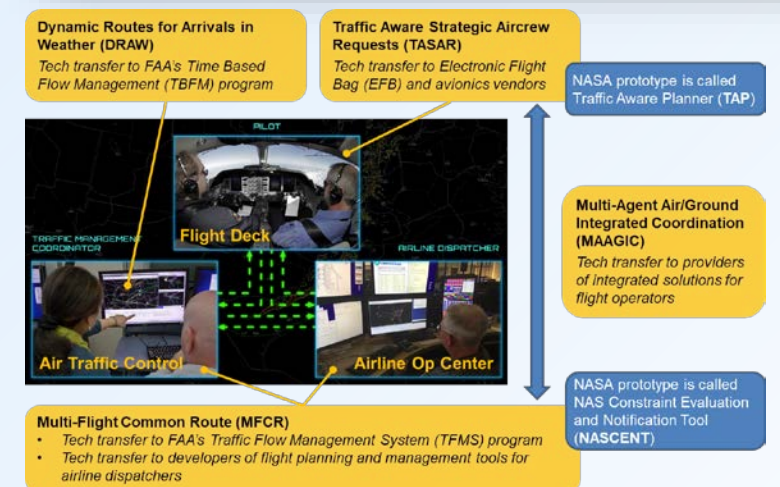 Dynamic Routes for Arrivals in
Weather (DRAW)
Tech transfer to FAA's Time Based
Flow Management (TBFM) program
Traffic Aware Strategic Aircrew
Requests (TASAR)
Tech transfer to Electronic Flight
Bag (EFB) and avionics vendors
NASA prototype is called
Traffic Aware Planner (TAP)
PILOT
Flight Deck
TRAFFIC MANAGEMENT
COORDINATOR
AIRLINE DISPATCHER
Air Traffic Control
Airline Op Center
Multi-Agent Air/Ground
Integrated Coordination
(MAAGIC)
Tech transfer to providers
of integrated solutions for
flight operators
NASA prototype is called
NAS Constraint Evaluation
and Notification Tool
(NASCENT)
Multi-Flight Common Route (MFCR)
• Tech transfer to FAA's Traffic Flow Management System (TFMS) program
• Tech transfer to developers of flight planning and management tools for
airline dispatchers